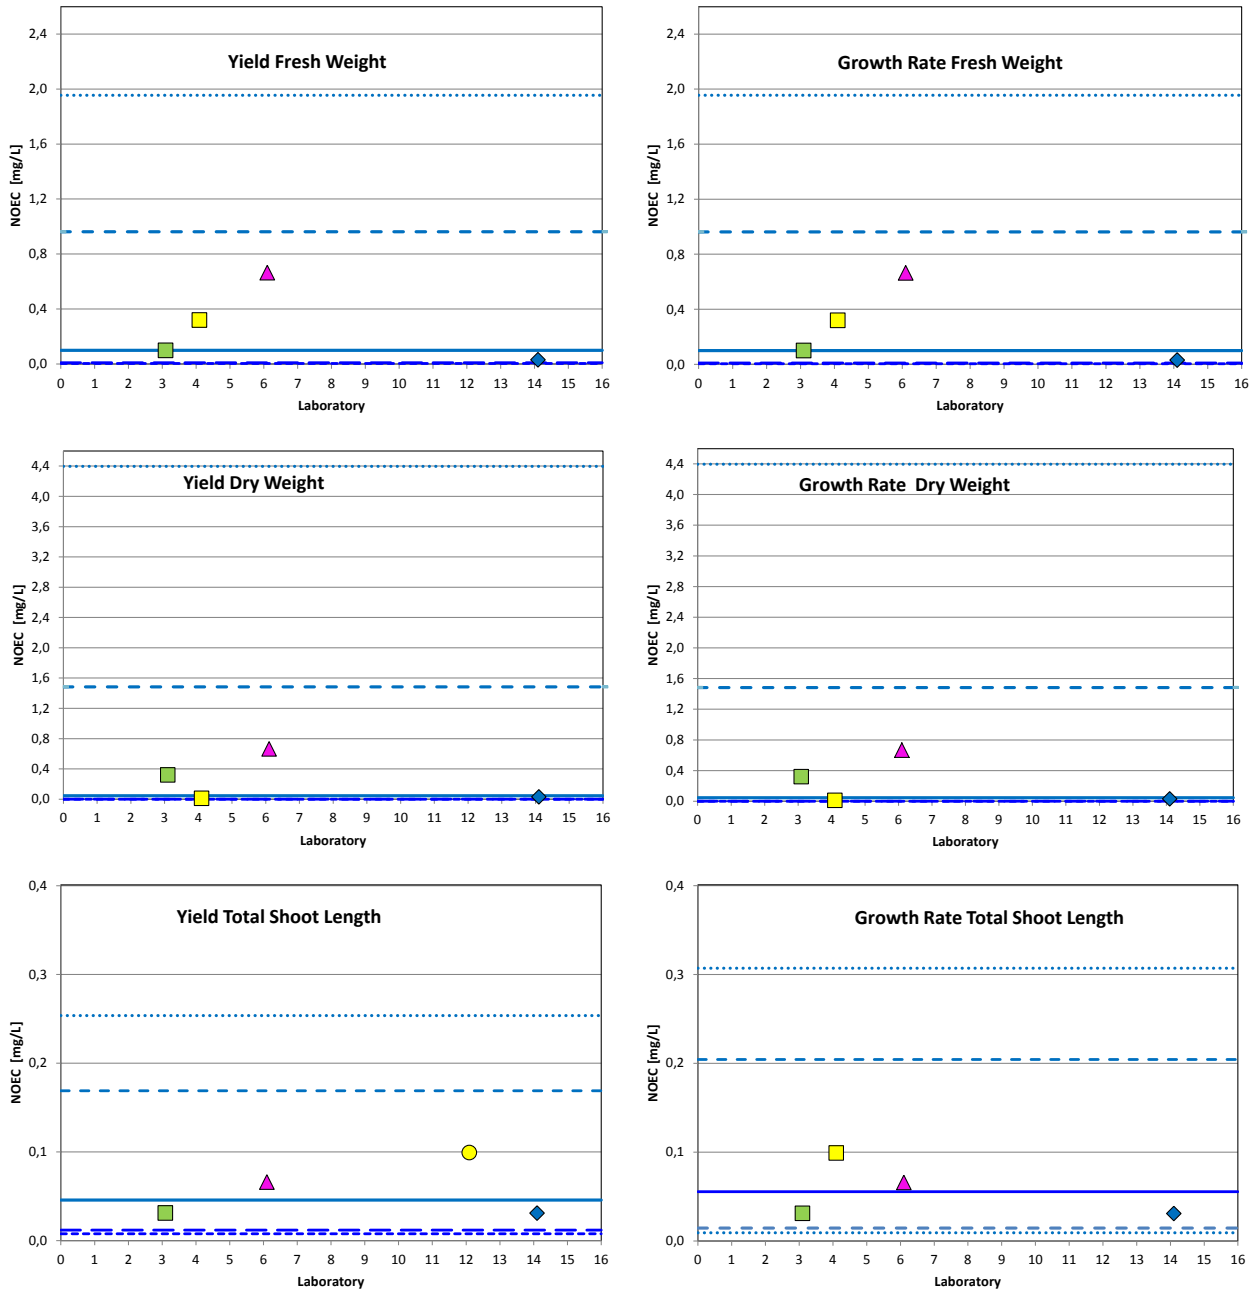 Yield Fresh Weight
NOEC [mg/L]
2,4
2,0
1,6
1,2
0,8
0,4
0,0
0 1 2 3 4 5 6 7 8 9 10 11 12 13 14 15 16
Laboratory
Growth Rate Fresh Weight
NOEC [mg/L]
2,4
2,0
1,6
1,2
0,8
0,4
0,0
0 1 2 3 4 5 6 7 8 9 10 11 12 13 14 15 16
Laboratory
Yield Dry Weight
NOEC [mg/L]
4,4
4,0
3,6
3,2
2,8
2,4
2,0
1,6
1,2
0,8
0,4
0,0
0 1 2 3 4 5 6 7 8 9 10 11 12 13 14 15 16
Laboratory
Growth Rate Dry Weight
NOEC [mg/L]
4,4
4,0
3,6
3,2
2,8
2,4
2,0
1,6
1,2
0,8
0,4
0,0
0 1 2 3 4 5 6 7 8 9 10 11 12 13 14 15 16
Laboratory
Yield Total Shoot Length
NOEC [mg/L]
0,4
0,3
0,2
0,1
0,0
0 1 2 3 4 5 6 7 8 9 10 11 12 13 14 15 16
Laboratory
Growth Rate Total Shoot Length
NOEC [mg/L]
0,4
0,3
0,2
0,1
0,0
0 1 2 3 4 5 6 7 8 9 10 11 12 13 14 15 16
Laboratory